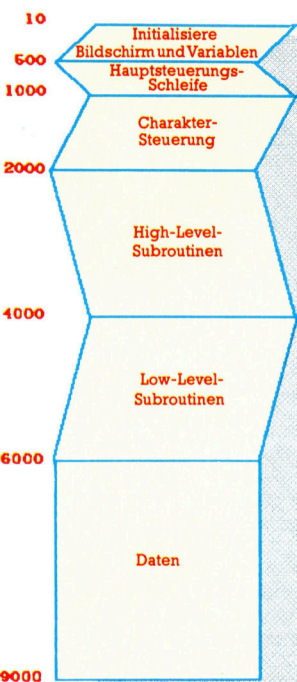 10
Initialisiere
Bildschirm und Variablen
500
Hauptsteuerungs-
Schleife
1000
Charakter-
Steuerung
2000
High-Level-
Subroutinen
4000
Low-Level-
Subroutinen
6000
Daten
9000